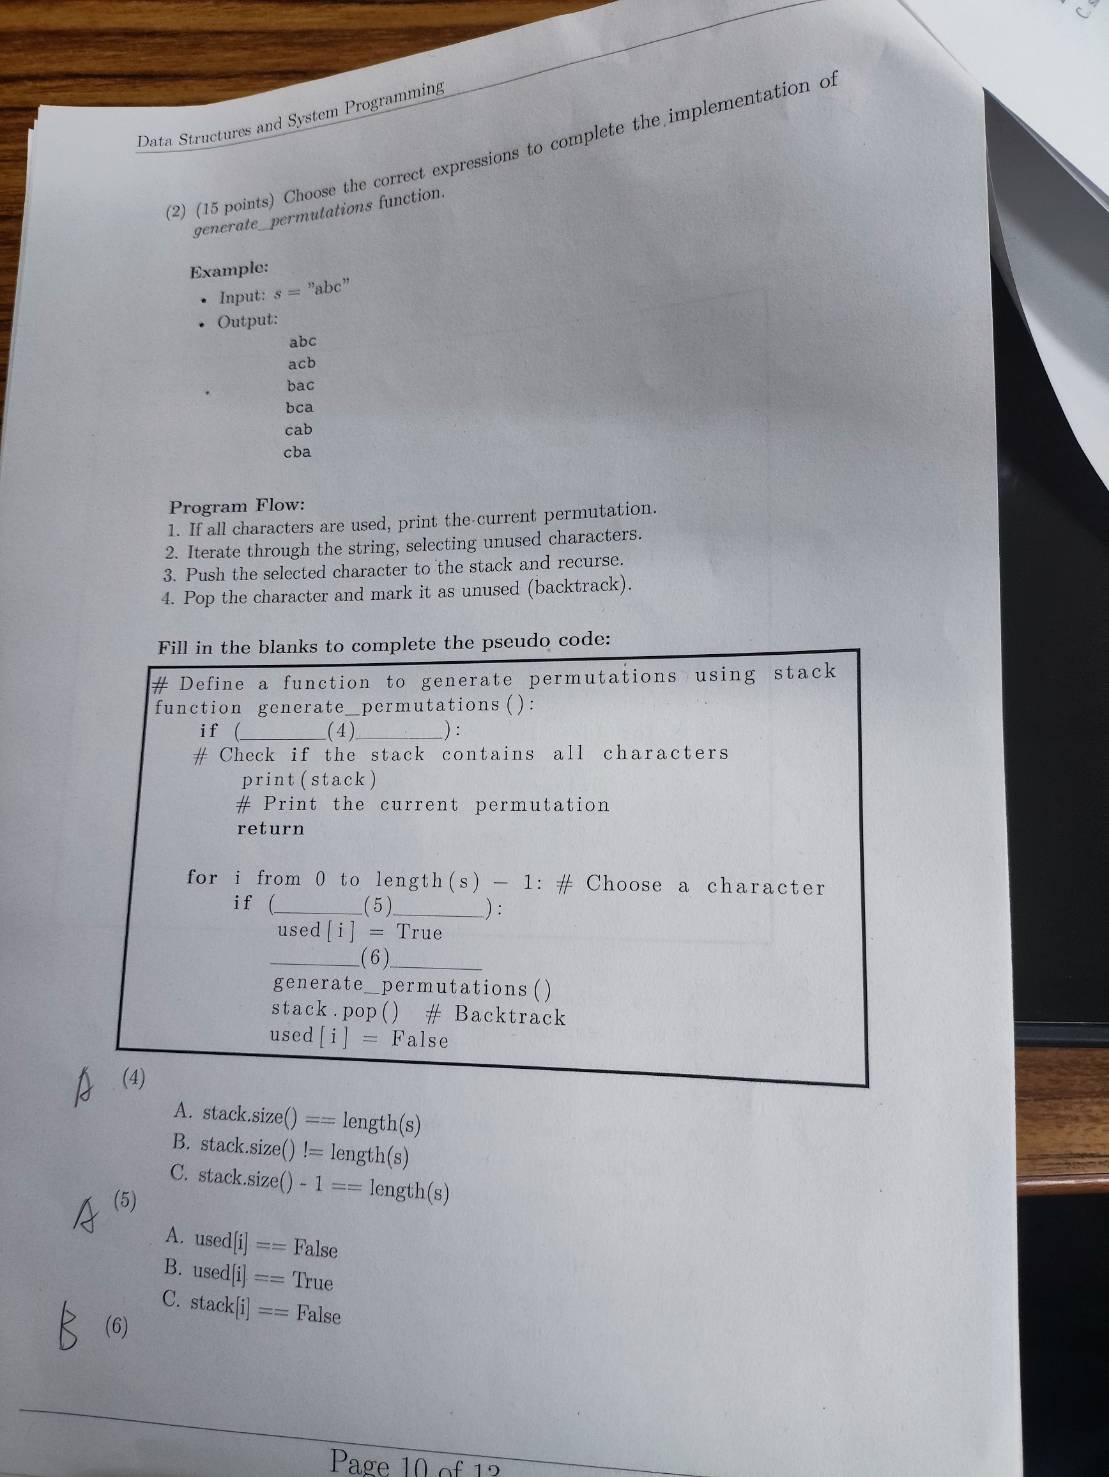 Data Structures and System Programming
(2) (15 points) Choose the correct expressions to complete the implementation of
generate_permutations function.
Example:
• Input: s = "abc"
• Output:
abc
acb
bac
bca
cab
cba
Program Flow:
1. If all characters are used, print the current permutation.
2. Iterate through the string, selecting unused characters.
3. Push the selected character to the stack and recurse.
4. Pop the character and mark it as unused (backtrack).
Fill in the blanks to complete the pseudo code:
# Define a function to generate permutations using stack
function generate_permutations():
if (_______(4)_______):
# Check if the stack contains all characters
print(stack)
# Print the current permutation
return
for i from 0 to length(s) - 1: # Choose a character
if (_______(5)_______):
used[i] = True
_______(6)_______
generate_permutations()
stack.pop() # Backtrack
used[i] = False
A (4)
A. stack.size() == length(s)
B. stack.size() != length(s)
C. stack.size() - 1 == length(s)
A (5)
A. used[i] == False
B. used[i] == True
C. stack[i] == False
B (6)
Page 10 of 12